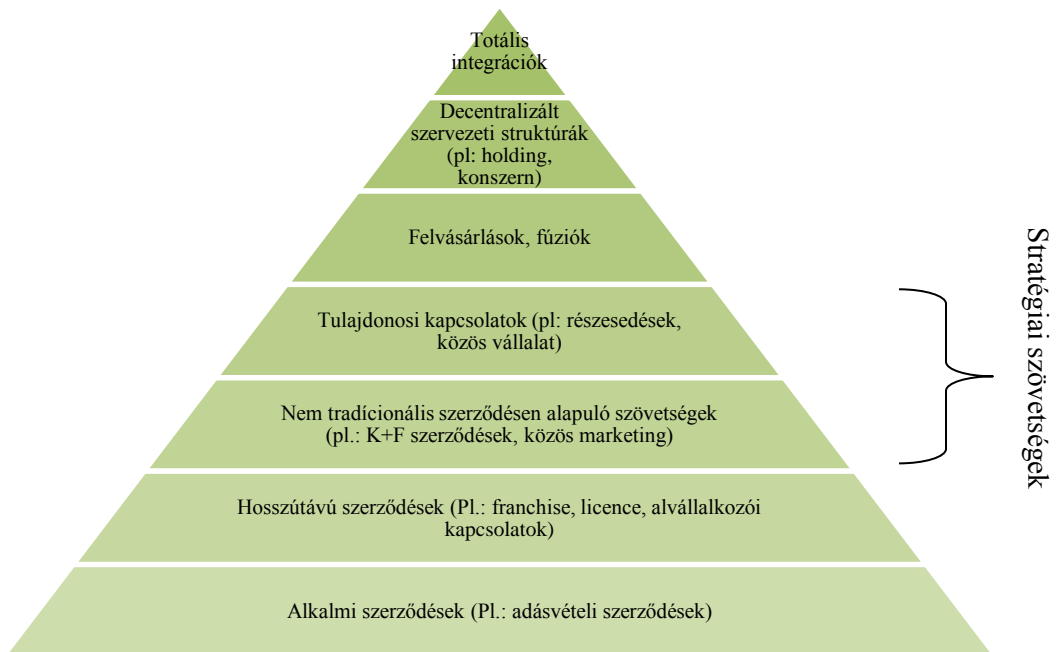 Totális
integrációk
Decentralizált
szervezeti struktúrák
(pl: holding,
konszern)
Felvásárlások, fúziók
Tulajdonosi kapcsolatok (pl: részesedések,
közös vállalat)
Nem tradícionális szerződésen alapuló szövetségek
(pl.: K+F szerződések, közös marketing)
Hosszútávú szerződések (Pl.: franchise, licence, alvállalkozói
kapcsolatok)
Alkalmi szerződések (Pl.: adásvételi szerződések)
Stratégiai szövetségek